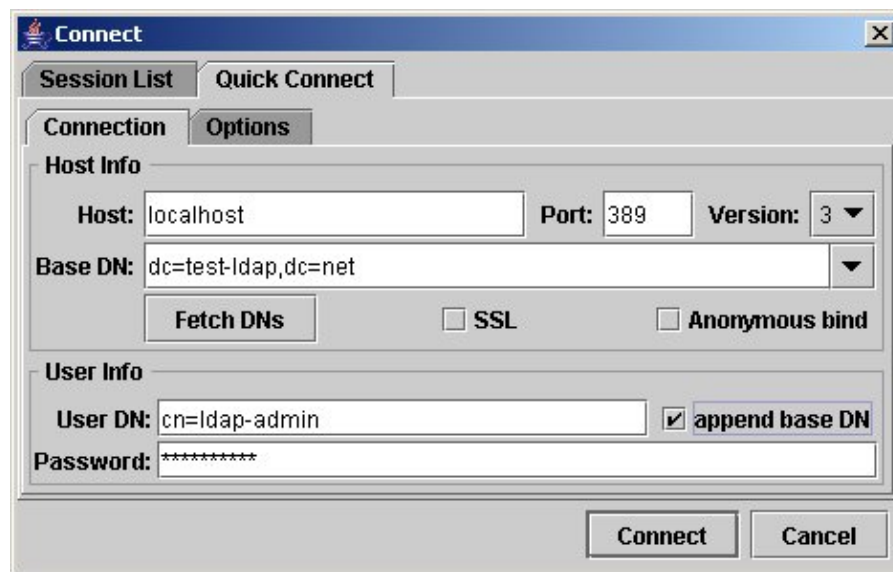 Connect
Session List Quick Connect
Connection Options
Host Info
Host: localhost Port: 389 Version: 3
Base DN: dc=test-ldap,dc=net
Fetch DNs SSL Anonymous bind
User Info
User DN: cn=ldap-admin append base DN
Password: **********
Connect Cancel